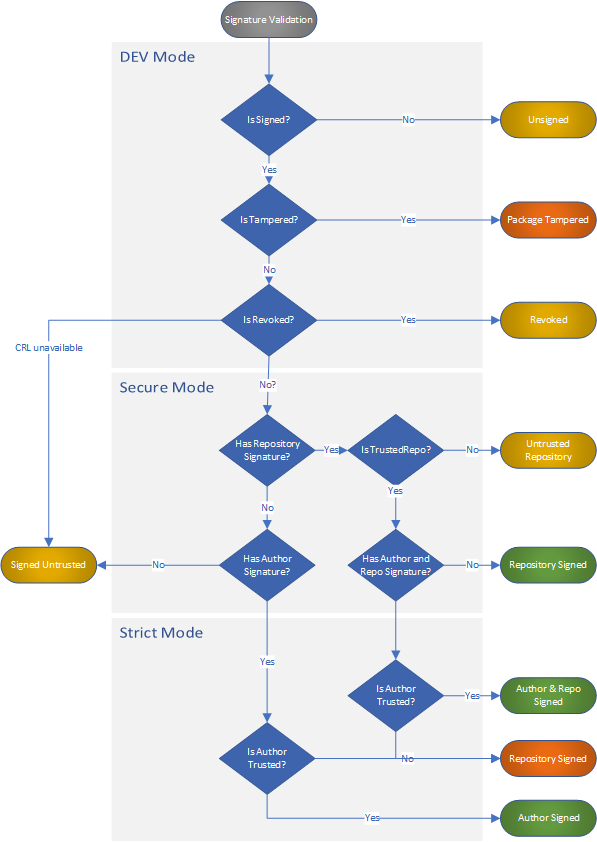 Signature Validation
DEV Mode
Is Signed?
No
Unsigned
Yes
Is Tampered?
Yes
Package Tampered
No
Is Revoked?
Yes
Revoked
CRL unavailable
No?
Secure Mode
Has Repository
Signature?
Yes
Is TrustedRepo?
No
Untrusted
Repository
Yes
No
Signed Untrusted
No
Has Author
Signature?
Has Author and
Repo Signature?
No
Repository Signed
Strict Mode
Yes
Is Author
Trusted?
Yes
Author & Repo
Signed
Is Author
Trusted?
No
Repository Signed
Yes
Author Signed